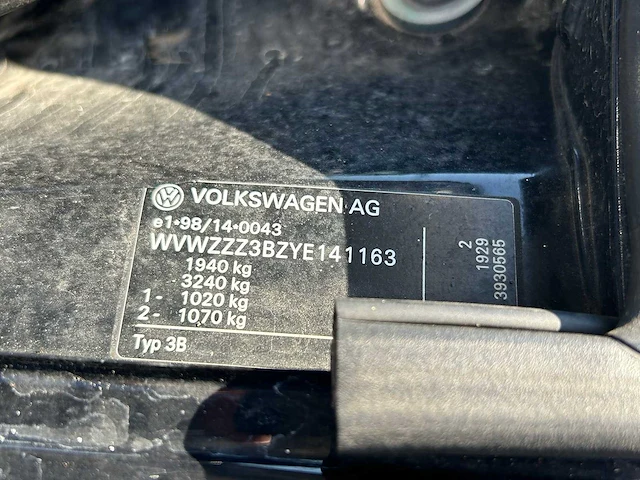 VOLKSWAGEN AG
e1*98/14*0043
WVWZZZ3BZYE141163
1940 kg
3240 kg
1- 1020 kg
2- 1070 kg
Typ 3B
2
1929
3930565